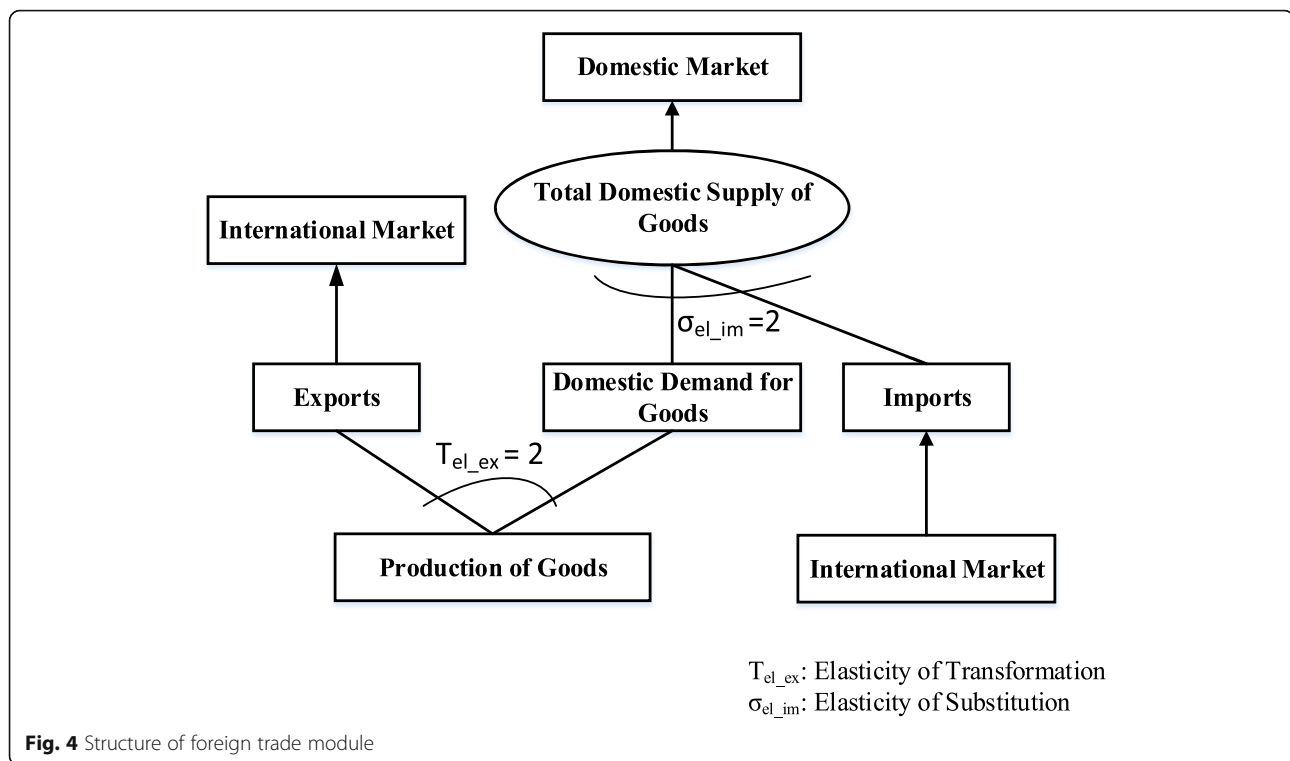 Domestic Market
Total Domestic Supply of
Goods
International Market
σel_im =2
Exports
Domestic Demand for
Goods
Imports
Tel_ex = 2
Production of Goods
International Market
Tel_ex: Elasticity of Transformation
σel_im: Elasticity of Substitution
Fig. 4 Structure of foreign trade module